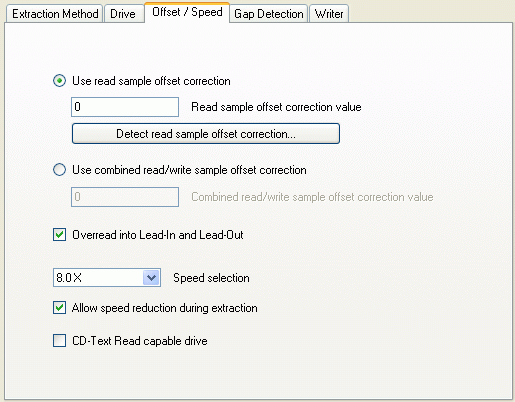 Extraction Method Drive Offset / Speed Gap Detection Writer
Use read sample offset correction
0 Read sample offset correction value
Detect read sample offset correction...
Use combined read/write sample offset correction
0 Combined read/write sample offset correction value
Overread into Lead-In and Lead-Out
8.0 X Speed selection
Allow speed reduction during extraction
CD-Text Read capable drive